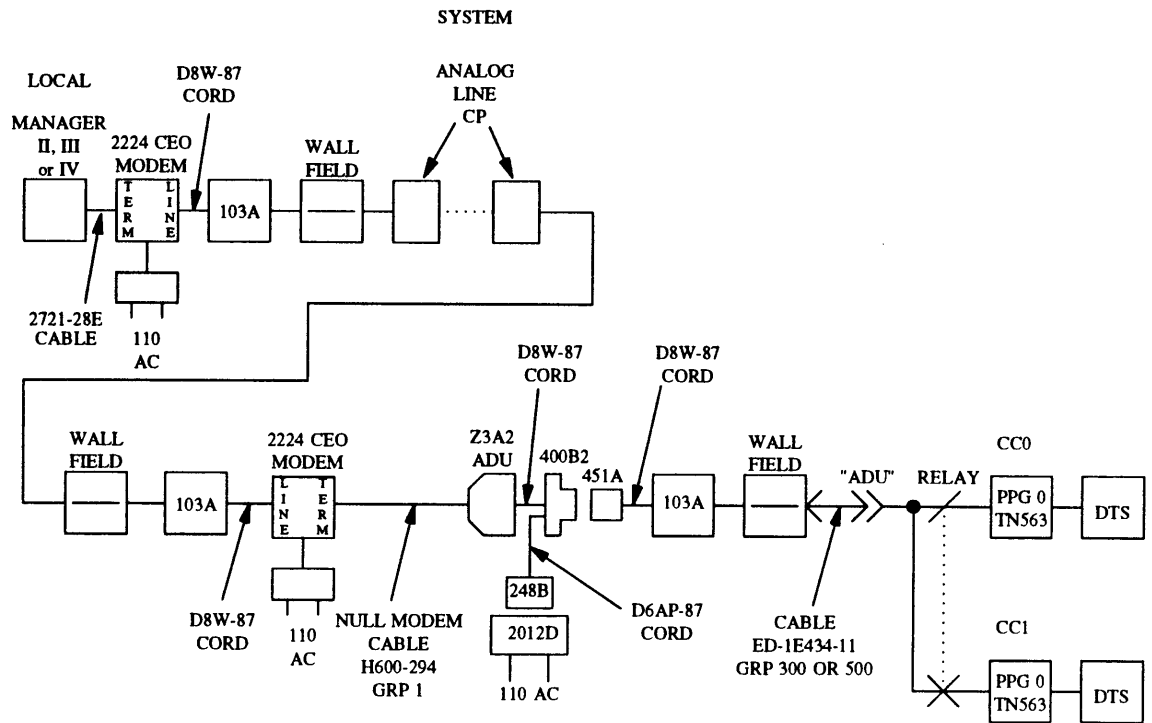 SYSTEM
LOCAL
MANAGER
II, III
or IV
D8W-87
CORD
2224 CEO
MODEM
TERM
LINE
103A
WALL
FIELD
ANALOG
LINE
CP
2721-28E
CABLE
110
AC
WALL
FIELD
103A
D8W-87
CORD
2224 CEO
MODEM
LINE
TERM
110
AC
NULL MODEM
CABLE
H600-294
GRP 1
Z3A2
ADU
D8W-87
CORD
400B2
248B
2012D
110 AC
D6AP-87
CORD
451A
D8W-87
CORD
103A
WALL
FIELD
"ADU"
CABLE
ED-1E434-11
GRP 300 OR 500
RELAY
CC0
PPG 0
TN563
DTS
CC1
PPG 0
TN563
DTS